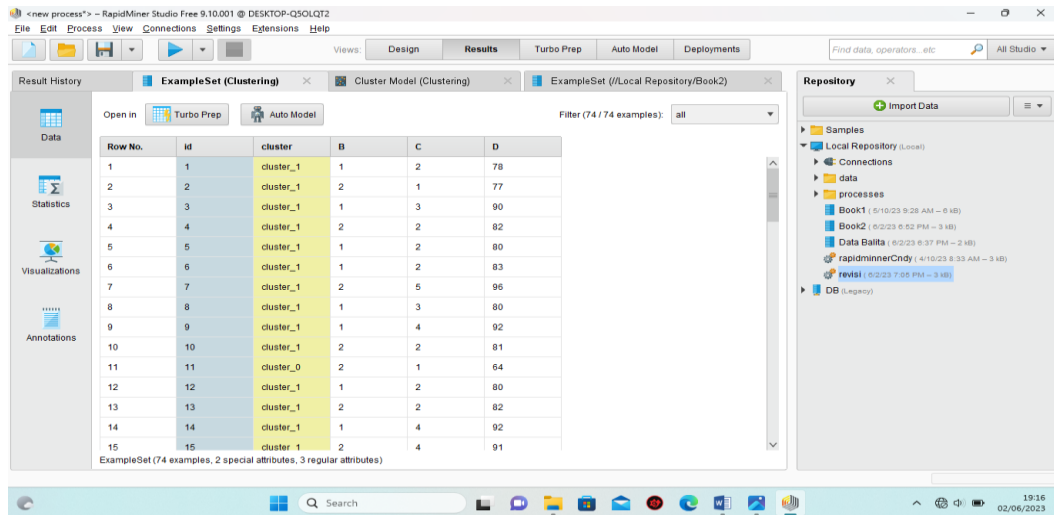 <new process*> – RapidMiner Studio Free 9.10.001 @ DESKTOP-Q5OLQT2
File Edit Process View Connections Settings Extensions Help
Views: Design Results Turbo Prep Auto Model Deployments Find data, operators...etc All Studio
Result History ExampleSet (Clustering) Cluster Model (Clustering) ExampleSet (//Local Repository/Book2)
Data
Statistics
Visualizations
Annotations
Open in Turbo Prep Auto Model Filter (74 / 74 examples): all
Row No. id cluster B C D
1 1 cluster_1 1 2 78
2 2 cluster_1 2 1 77
3 3 cluster_1 1 3 90
4 4 cluster_1 2 2 82
5 5 cluster_1 1 2 80
6 6 cluster_1 1 2 83
7 7 cluster_1 2 5 96
8 8 cluster_1 1 3 80
9 9 cluster_1 1 4 92
10 10 cluster_1 2 2 81
11 11 cluster_0 2 1 64
12 12 cluster_1 1 2 80
13 13 cluster_1 2 2 82
14 14 cluster_1 1 4 92
15 15 cluster_1 2 4 91
ExampleSet (74 examples, 2 special attributes, 3 regular attributes)
Repository
Import Data
Samples
Local Repository (Local)
Connections
data
processes
Book1 (5/10/23 9:28 AM – 6 kB)
Book2 (6/2/23 6:52 PM – 3 kB)
Data Balita (6/2/23 6:37 PM – 2 kB)
rapidminnerCndy (4/10/23 8:33 AM – 3 kB)
revisi (6/2/23 7:05 PM – 3 kB)
DB (Legacy)
Search
19:16
02/06/2023